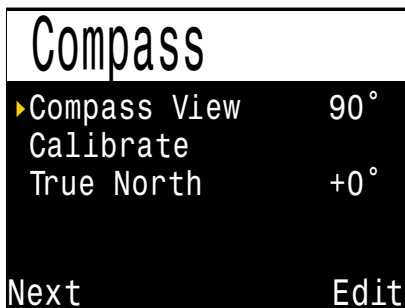 Compass
Compass View 90°
Calibrate
True North +0°
Next Edit